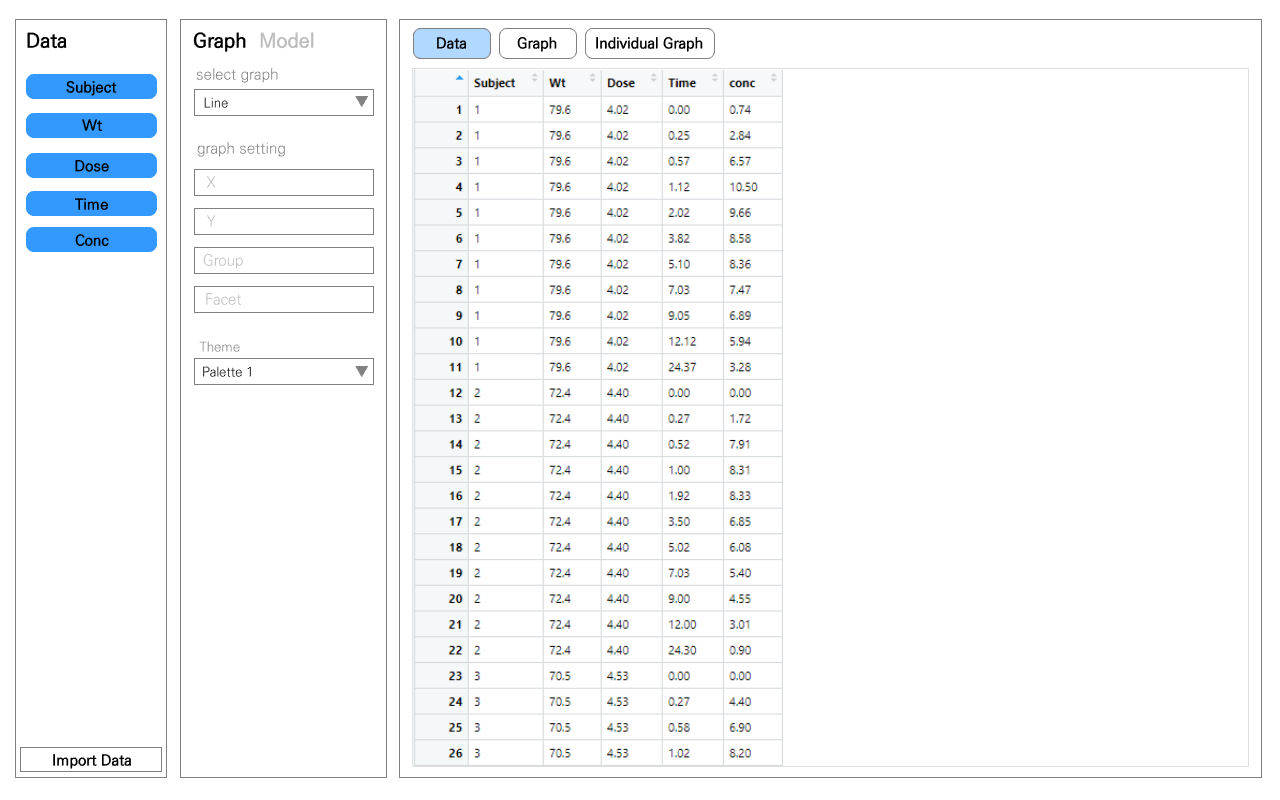 Data
Subject
Wt
Dose
Time
Conc
Import Data
Graph Model
select graph
Line
graph setting
X
Y
Group
Facet
Theme
Palette 1
Data Graph Individual Graph
Subject Wt Dose Time conc
1 1 79.6 4.02 0.00 0.74
2 1 79.6 4.02 0.25 2.84
3 1 79.6 4.02 0.57 6.57
4 1 79.6 4.02 1.12 10.50
5 1 79.6 4.02 2.02 9.66
6 1 79.6 4.02 3.82 8.58
7 1 79.6 4.02 5.10 8.36
8 1 79.6 4.02 7.03 7.47
9 1 79.6 4.02 9.05 6.89
10 1 79.6 4.02 12.12 5.94
11 1 79.6 4.02 24.37 3.28
12 2 72.4 4.40 0.00 0.00
13 2 72.4 4.40 0.27 1.72
14 2 72.4 4.40 0.52 7.91
15 2 72.4 4.40 1.00 8.31
16 2 72.4 4.40 1.92 8.33
17 2 72.4 4.40 3.50 6.85
18 2 72.4 4.40 5.02 6.08
19 2 72.4 4.40 7.03 5.40
20 2 72.4 4.40 9.00 4.55
21 2 72.4 4.40 12.00 3.01
22 2 72.4 4.40 24.30 0.90
23 3 70.5 4.53 0.00 0.00
24 3 70.5 4.53 0.27 4.40
25 3 70.5 4.53 0.58 6.90
26 3 70.5 4.53 1.02 8.20